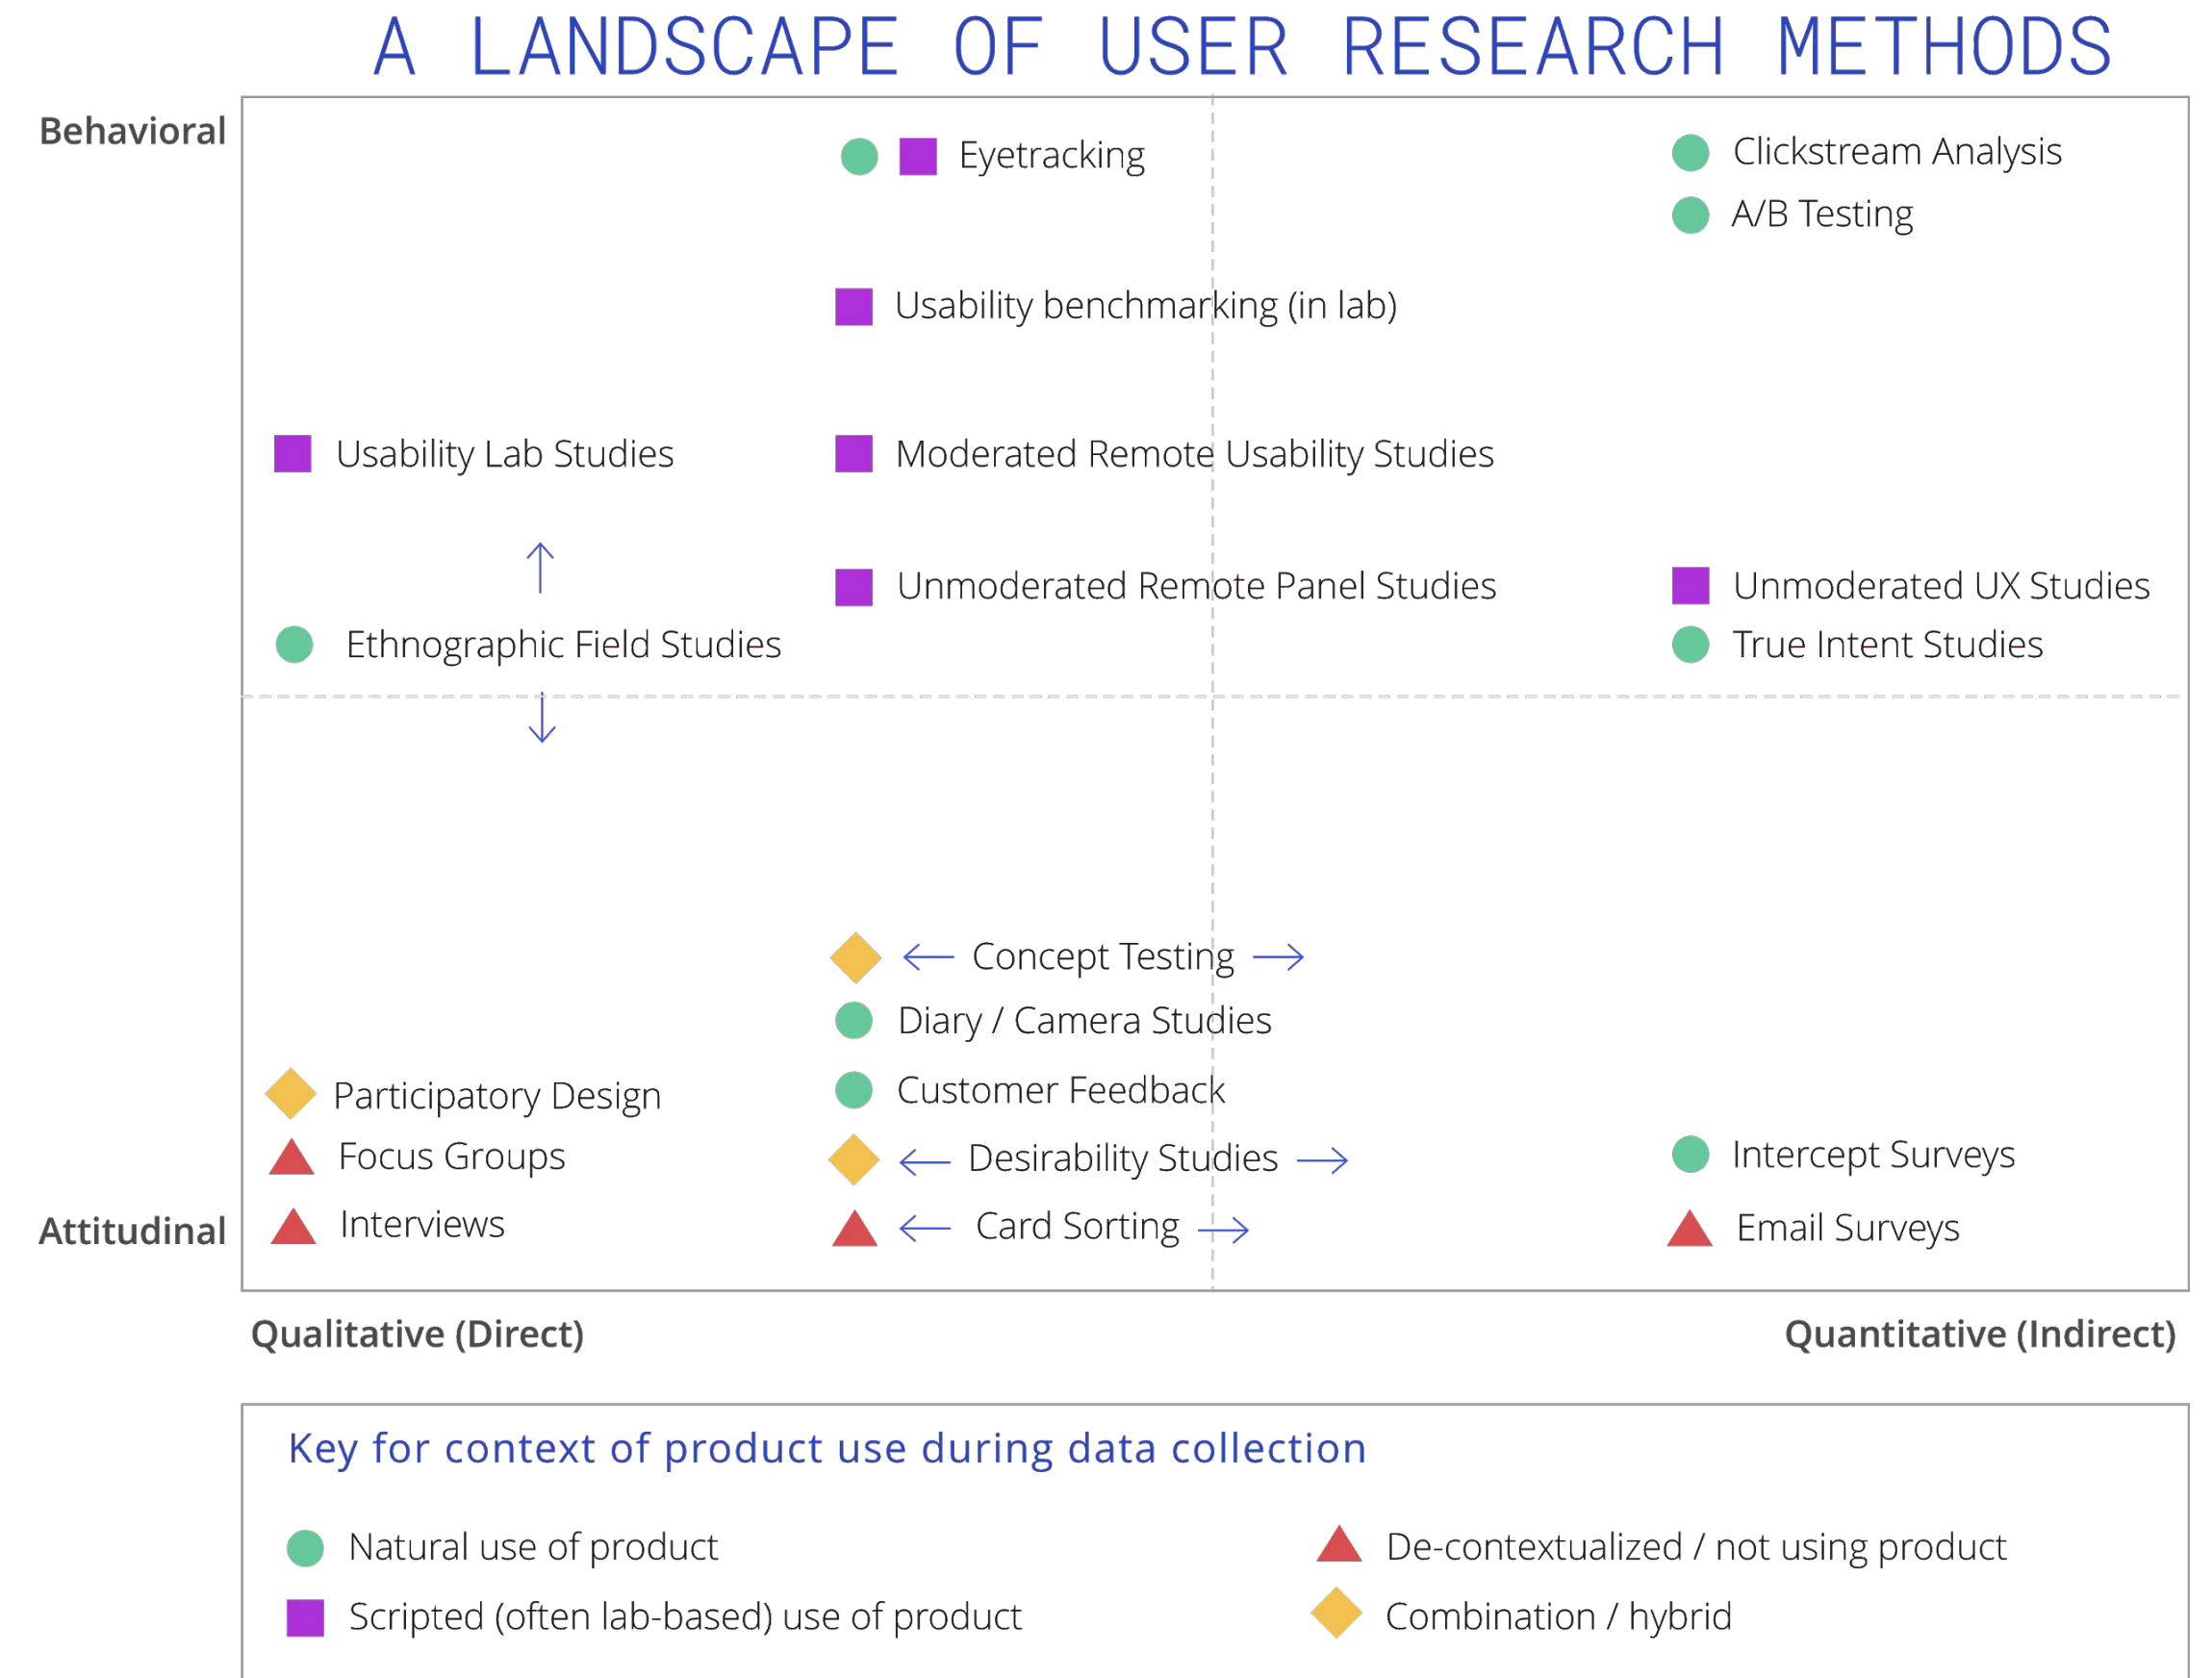 A LANDSCAPE OF USER RESEARCH METHODS
Behavioral
Eyetracking
Clickstream Analysis
A/B Testing
Usability benchmarking (in lab)
Usability Lab Studies
Moderated Remote Usability Studies
Unmoderated Remote Panel Studies
Unmoderated UX Studies
Ethnographic Field Studies
True Intent Studies
Concept Testing
Diary / Camera Studies
Customer Feedback
Participatory Design
Focus Groups
Desirability Studies
Intercept Surveys
Attitudinal
Interviews
Card Sorting
Email Surveys
Qualitative (Direct)
Quantitative (Indirect)
Key for context of product use during data collection
Natural use of product
De-contextualized / not using product
Scripted (often lab-based) use of product
Combination / hybrid